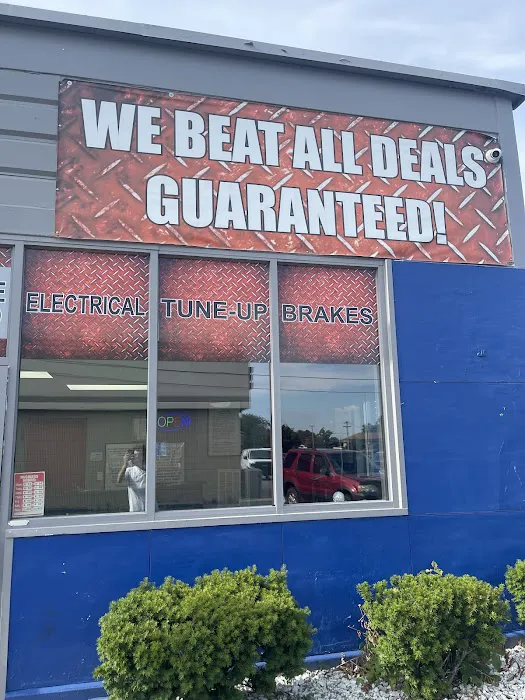 WE BEAT ALL DEALS
GUARANTEED!
ELECTRICAL TUNE-UP BRAKES
OPEN